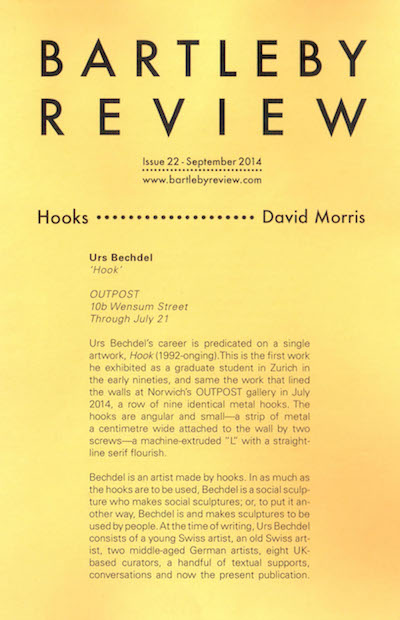 BARTLEBY
REVIEW
Issue 22 - September 2014
www.bartlebyreview.com
Hooks •••••••••••••••••••• David Morris
Urs Bechdel
'Hook'
OUTPOST
10b Wensum Street
Through July 21
Urs Bechdel's career is predicated on a single
artwork, Hook (1992-onging).This is the first work
he exhibited as a graduate student in Zurich in
the early nineties, and same the work that lined
the walls at Norwich's OUTPOST gallery in July
2014, a row of nine identical metal hooks. The
hooks are angular and small—a strip of metal
a centimetre wide attached to the wall by two
screws—a machine-extruded "L" with a straight-
line serif flourish.
Bechdel is an artist made by hooks. In as much as
the hooks are to be used, Bechdel is a social sculp-
ture who makes social sculptures; or, to put it an-
other way, Bechdel is and makes sculptures to be
used by people. At the time of writing, Urs Bechdel
consists of a young Swiss artist, an old Swiss art-
ist, two middle-aged German artists, eight UK-
based curators, a handful of textual supports,
conversations and now the present publication.